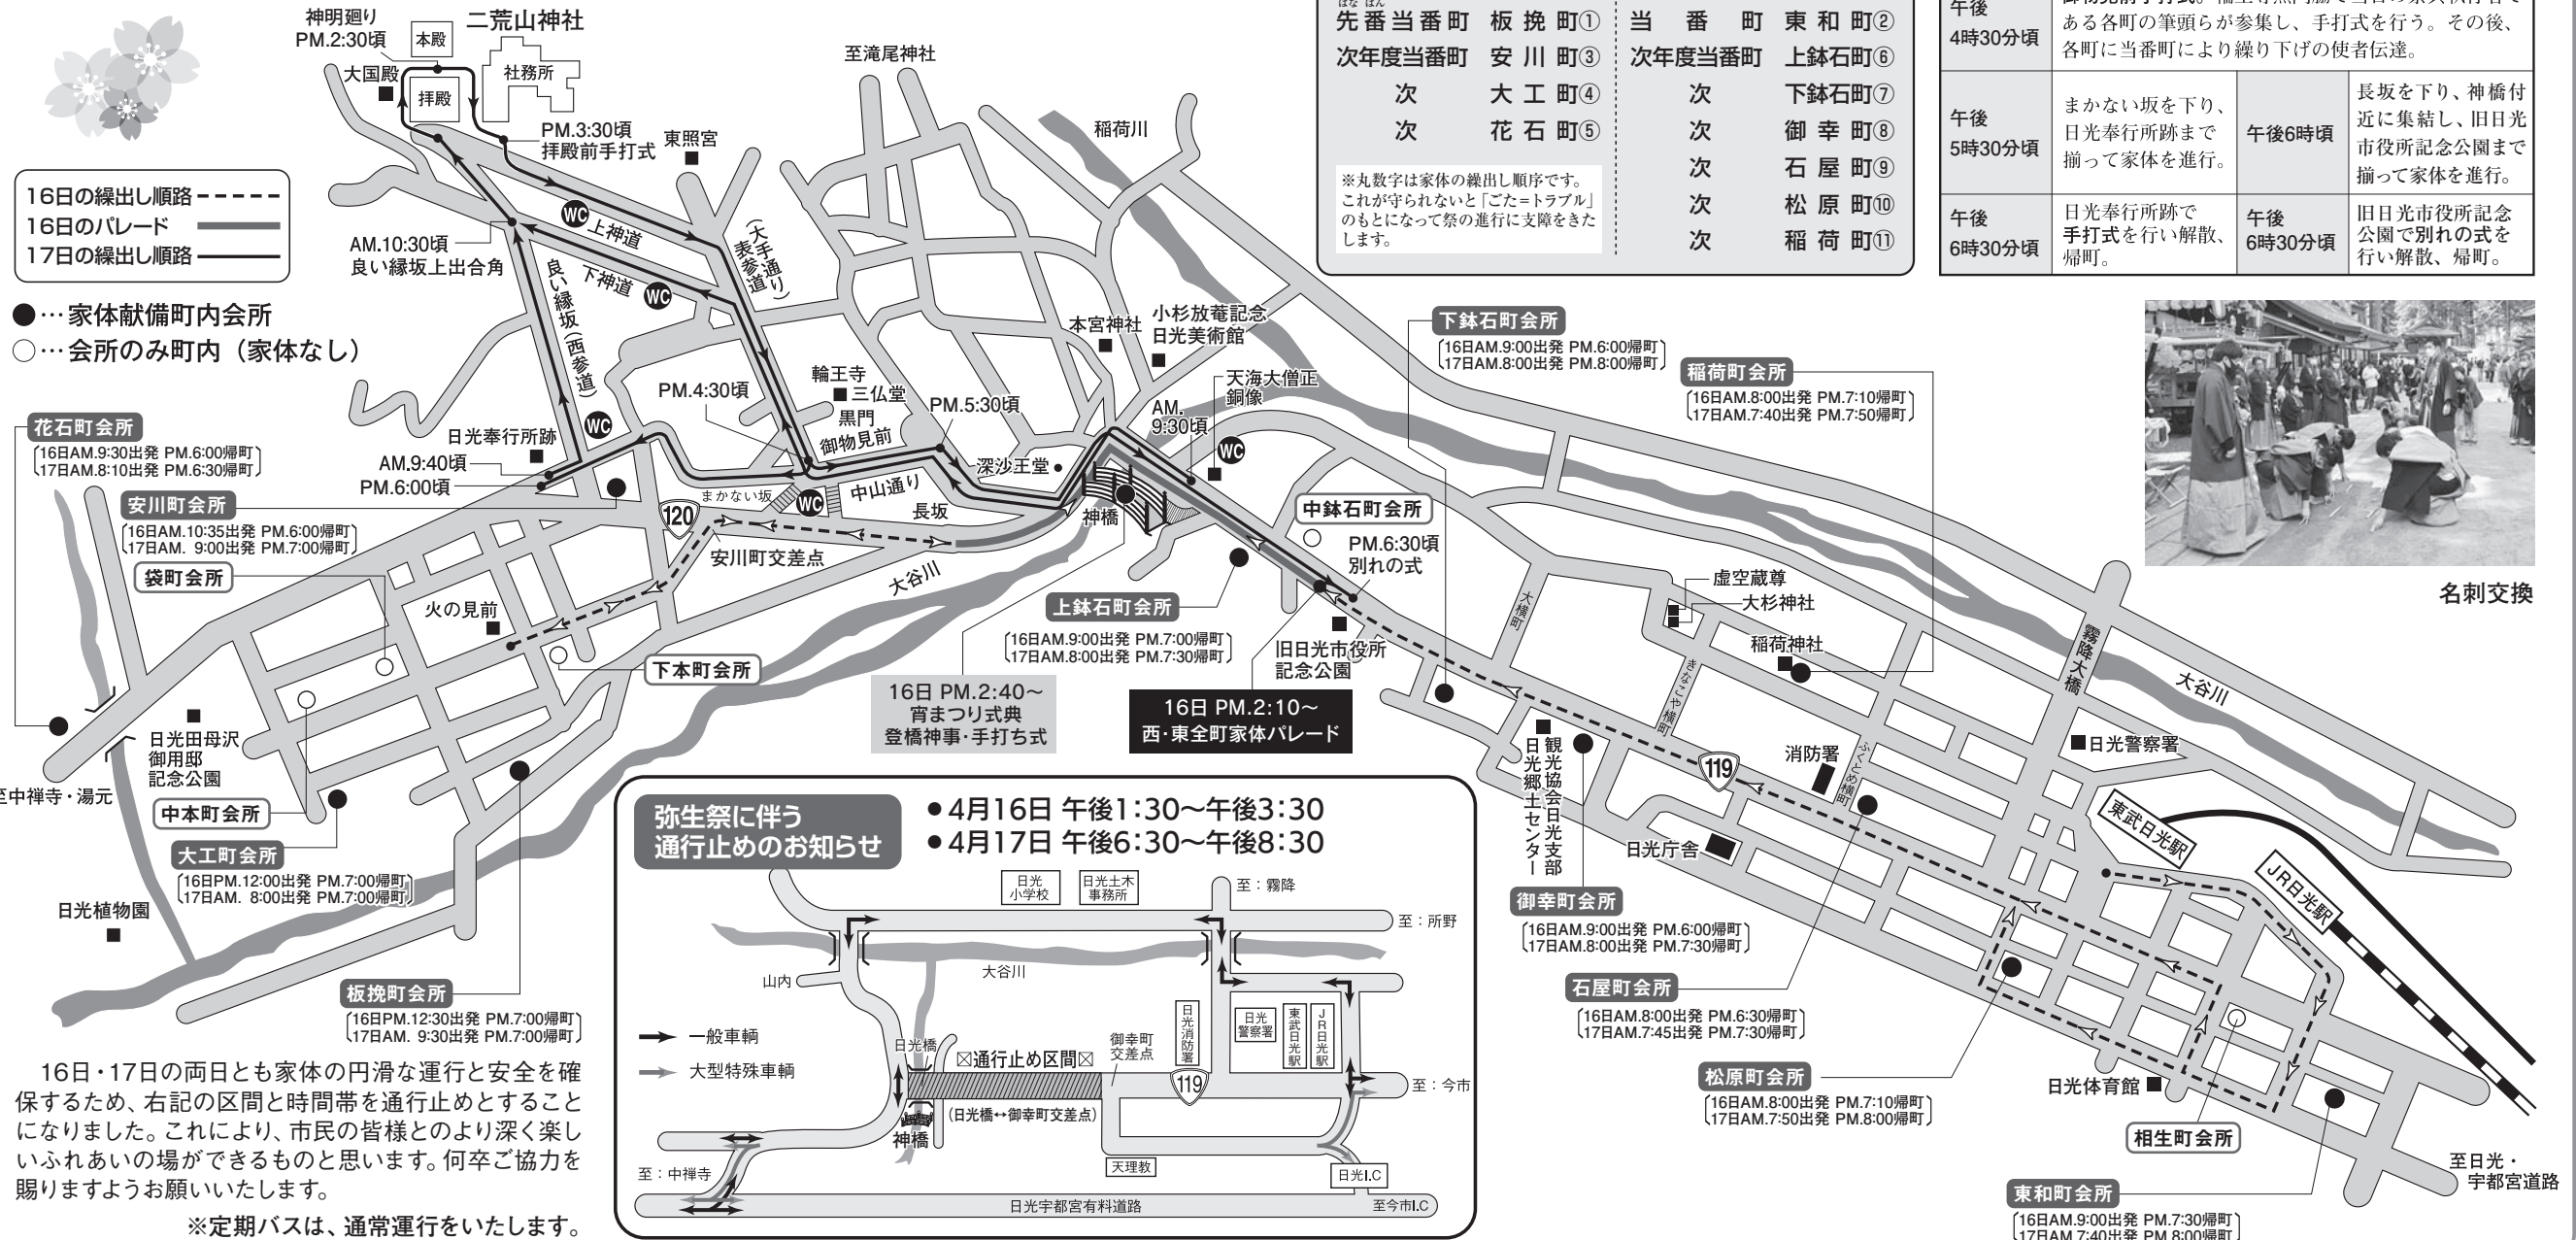 神明廻り
PM.2:30頃
二荒山神社
本殿
大国殿
拝殿
社務所
PM.3:30頃
拝殿前手打式
東照宮
至滝尾神社
稲荷川
16日の繰出し順路
16日のパレード
17日の繰出し順路
●…家体献備町内会所
○…会所のみ町内（家体なし）
AM.10:30頃
良い縁坂上出合角
WC
上神道
下神道
WC
(大手通り)
表参道
良い縁坂(西参道)
はな ばん
先番当番町 板挽町①
次年度当番町 安川町③
次 大工町④
次 花石町⑤
※丸数字は家体の繰出し順序です。
これが守られないと「ごた=トラブル」
のもとになって祭の進行に支障をきた
します。
当番町 東和町②
次年度当番町 上鉢石町⑥
次 下鉢石町⑦
次 御幸町⑧
次 石屋町⑨
次 松原町⑩
次 稲荷町⑪
午後
4時30分頃
ある各町の筆頭らが参集し、手打式を行う。その後、
各町に当番町により繰り下げの使者伝達。
午後
5時30分頃
まかない坂を下り、
日光奉行所跡まで
揃って家体を進行。
午後6時頃
長坂を下り、神橋付
近に集結し、旧日光
市役所記念公園まで
揃って家体を進行。
午後
6時30分頃
日光奉行所跡で
手打式を行い解散、
帰町。
午後
6時30分頃
旧日光市役所記念
公園で別れの式を
行い解散、帰町。
名刺交換
本宮神社
小杉放菴記念
日光美術館
天海大僧正
銅像
AM.
9:30頃
WC
輪王寺
三仏堂
黒門
御物見前
PM.4:30頃
PM.5:30頃
深沙王堂
WC
日光奉行所跡
AM.9:40頃
PM.6:00頃
まかない坂
WC
中山通り
長坂
神橋
120
安川町交差点
大谷川
火の見前
花石町会所
16日AM.9:30出発 PM.6:00帰町
17日AM.8:10出発 PM.6:30帰町
安川町会所
16日AM.10:35出発 PM.6:00帰町
17日AM. 9:00出発 PM.7:00帰町
袋町会所
下本町会所
中本町会所
日光田母沢
御用邸
記念公園
至中禅寺・湯元
大工町会所
16日PM.12:00出発 PM.7:00帰町
17日AM. 8:00出発 PM.7:00帰町
日光植物園
板挽町会所
16日PM.12:30出発 PM.7:00帰町
17日AM. 9:30出発 PM.7:00帰町
下鉢石町会所
16日AM.9:00出発 PM.6:00帰町
17日AM.8:00出発 PM.8:00帰町
稲荷町会所
16日AM.8:00出発 PM.7:10帰町
17日AM.7:40出発 PM.7:50帰町
中鉢石町会所
PM.6:30頃
別れの式
上鉢石町会所
16日AM.9:00出発 PM.7:00帰町
17日AM.8:00出発 PM.7:30帰町
旧日光市役所
記念公園
16日 PM.2:40～
宵まつり式典
登橋神事・手打ち式
16日 PM.2:10～
西・東全町家体パレード
大横町
虚空蔵尊
大杉神社
稲荷神社
きなこや横町
霧降大橋
大谷川
日光警察署
消防署
ふくとめ横町
119
観光協会日光支部
日光郷土センター
日光庁舎
東武日光駅
JR日光駅
御幸町会所
16日AM.9:00出発 PM.6:00帰町
17日AM.8:00出発 PM.7:30帰町
石屋町会所
16日AM.8:00出発 PM.6:30帰町
17日AM.7:45出発 PM.7:30帰町
松原町会所
16日AM.8:00出発 PM.7:10帰町
17日AM.7:50出発 PM.8:00帰町
日光体育館
相生町会所
東和町会所
16日AM.9:00出発 PM.7:30帰町
17日AM.7:40出発 PM.8:00帰町
至日光・
宇都宮道路
弥生祭に伴う
通行止めのお知らせ
●4月16日 午後1:30～午後3:30
●4月17日 午後6:30～午後8:30
日光
小学校
日光土木
事務所
至：霧降
至：所野
大谷川
山内
一般車輌
大型特殊車輌
日光橋
通行止め区間
(日光橋↔御幸町交差点)
神橋
御幸町
交差点
日光消防署
119
日光
警察署
東武日光駅
JR日光駅
至：今市
至：中禅寺
天理教
日光I.C
日光宇都宮有料道路
至今市I.C
16日・17日の両日とも家体の円滑な運行と安全を確
保するため、右記の区間と時間帯を通行止めとすること
になりました。これにより、市民の皆様とのより深く楽し
いふれあいの場ができるものと思います。何卒ご協力を
賜りますようお願いいたします。
※定期バスは、通常運行をいたします。